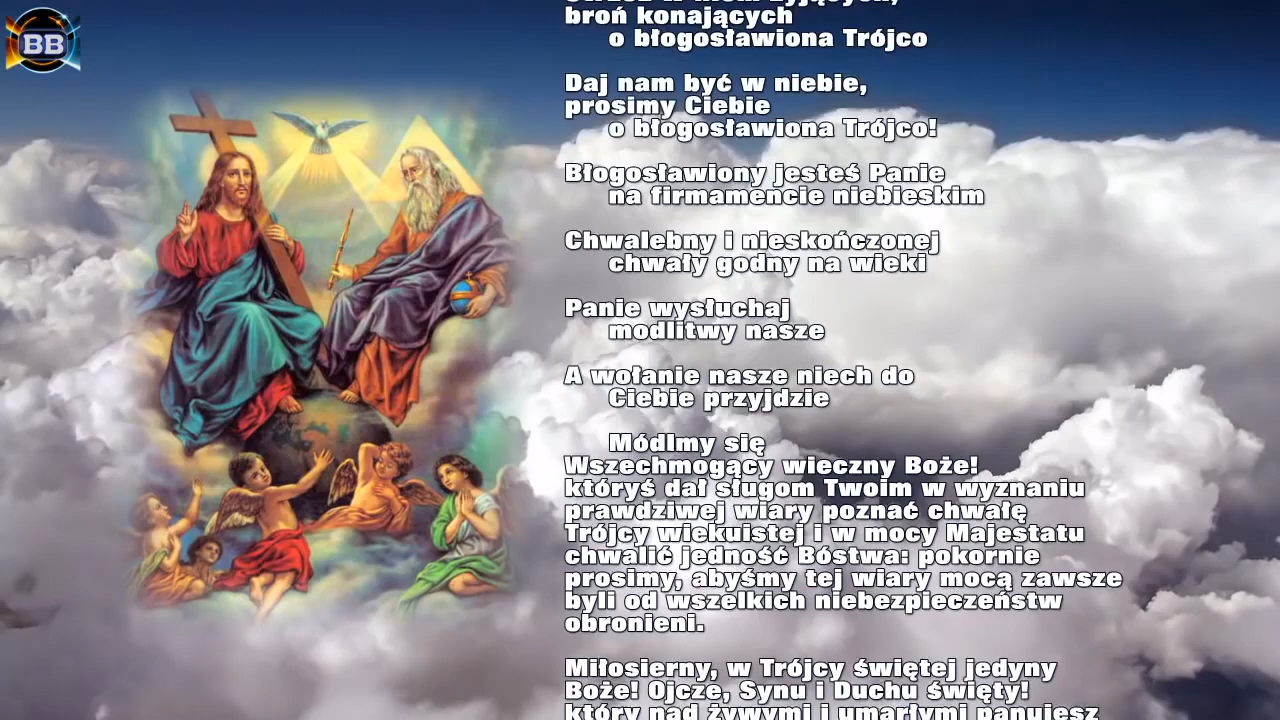 BB
broń konających
o błogosławiona Trójco
Daj nam być w niebie,
prosimy Ciebie
o błogosławiona Trójco!
Błogosławiony jesteś Panie
na firmamencie niebieskim
Chwalebny i nieskończonej
chwały godny na wieki
Panie wysłuchaj
modlitwy nasze
A wołanie nasze niech do
Ciebie przyjdzie
Módlmy się
Wszechmogący wieczny Boże!
któryś dał sługom Twoim w wyznaniu
prawdziwej wiary poznać chwałę
Trójcy wiekuistej i w mocy Majestatu
chwalić jedność Bóstwa: pokornie
prosimy, abyśmy tej wiary mocą zawsze
byli od wszelkich niebezpieczeństw
obronieni.
Miłosierny, w Trójcy świętej jedyny
Boże! Ojcze, Synu i Duchu święty!
który nad żywymi i umarłymi panujesz